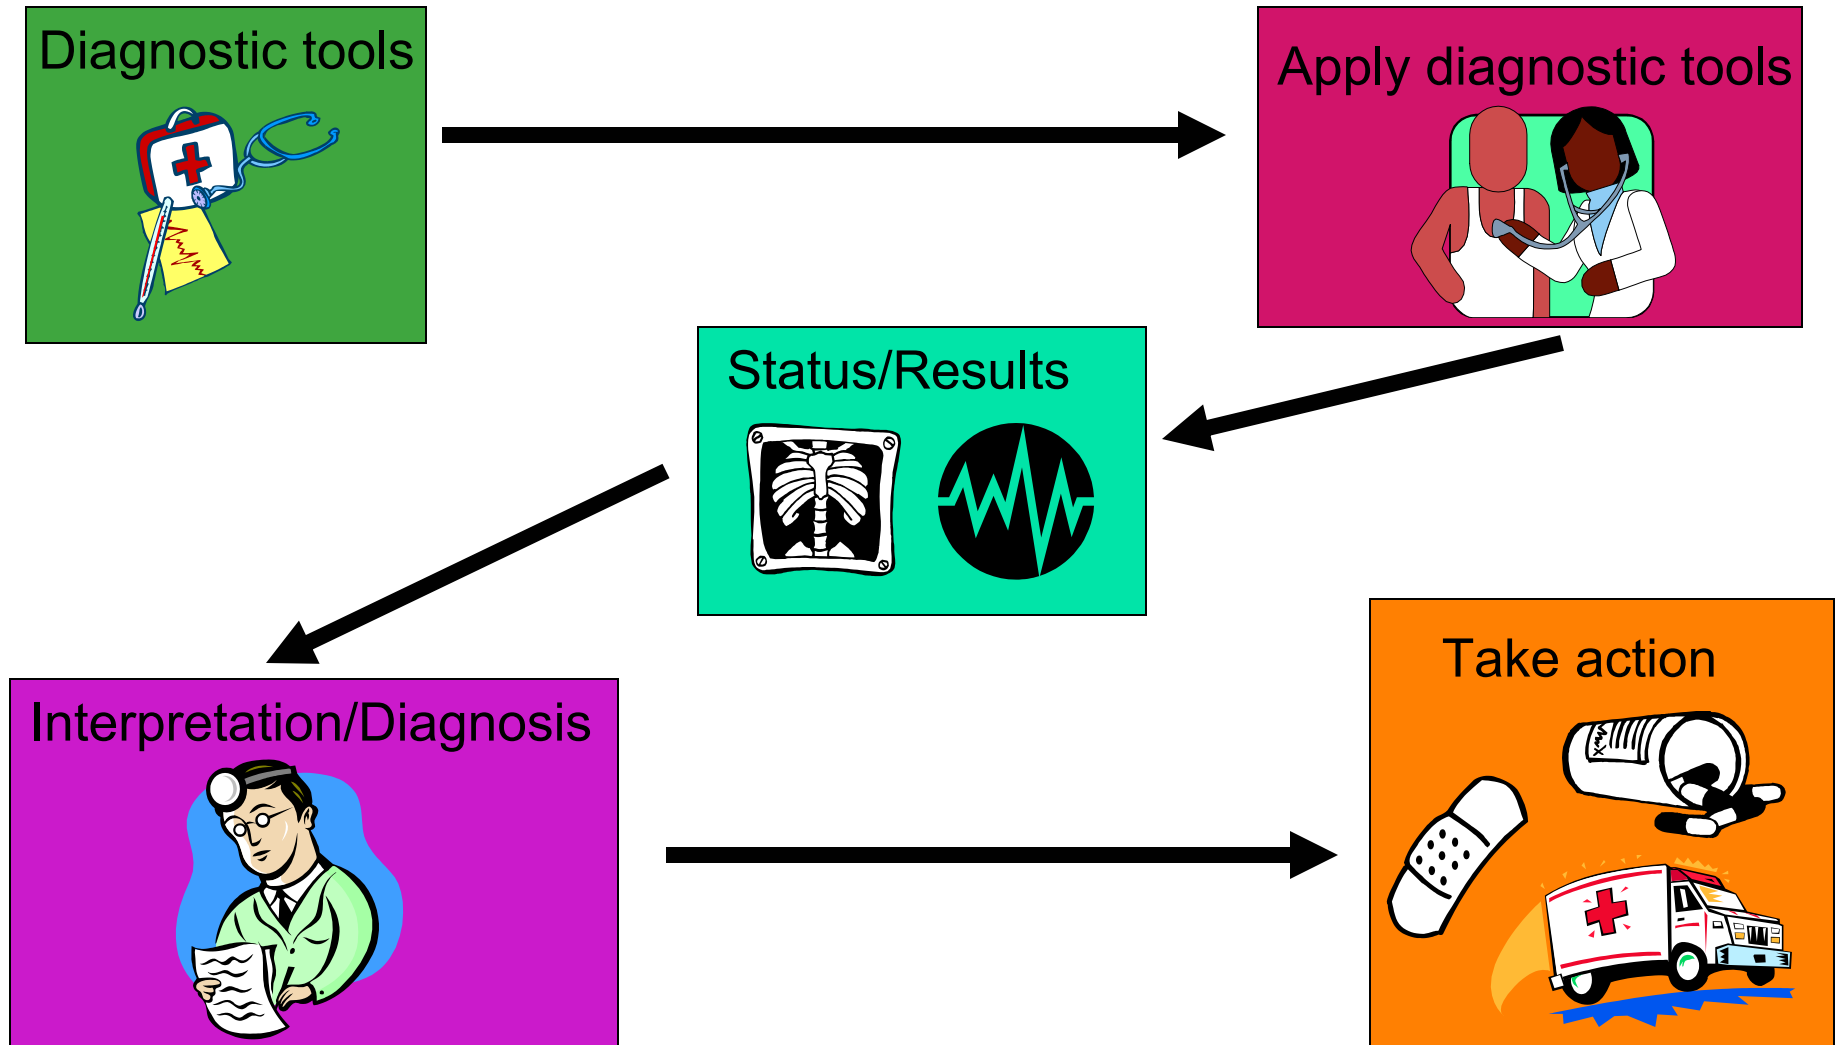 Diagnostic tools
Apply diagnostic tools
Status/Results
Interpretation/Diagnosis
Take action